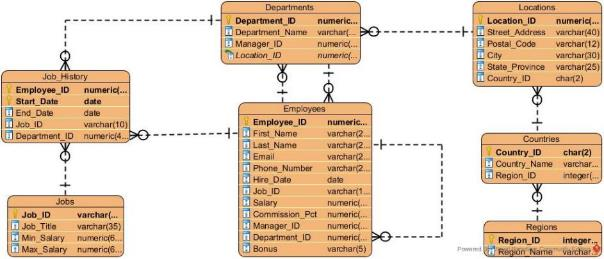 Departments
Department_ID numeric(...
Department_Name varchar(...
Manager_ID numeric(...
Location_ID numeric(...
Locations
Location_ID numeric(...
Street_Address varchar(40)
Postal_Code varchar(12)
City varchar(30)
State_Province varchar(25)
Country_ID char(2)
Job_History
Employee_ID numeric(...
Start_Date date
End_Date date
Job_ID varchar(10)
Department_ID numeric(4...
Employees
Employee_ID numeric...
First_Name varchar(2...
Last_Name varchar(2...
Email varchar(2...
Phone_Number varchar(2...
Hire_Date date
Job_ID varchar(1...
Salary numeric(...
Commission_Pct numeric(...
Manager_ID numeric(...
Department_ID numeric(...
Bonus varchar(5)
Countries
Country_ID char(2)
Country_Name varchar...
Region_ID integer(...
Jobs
Job_ID varchar(...
Job_Title varchar(35)
Min_Salary numeric(6...
Max_Salary numeric(6...
Regions
Region_ID integer...
Region_Name varchar...
Powered